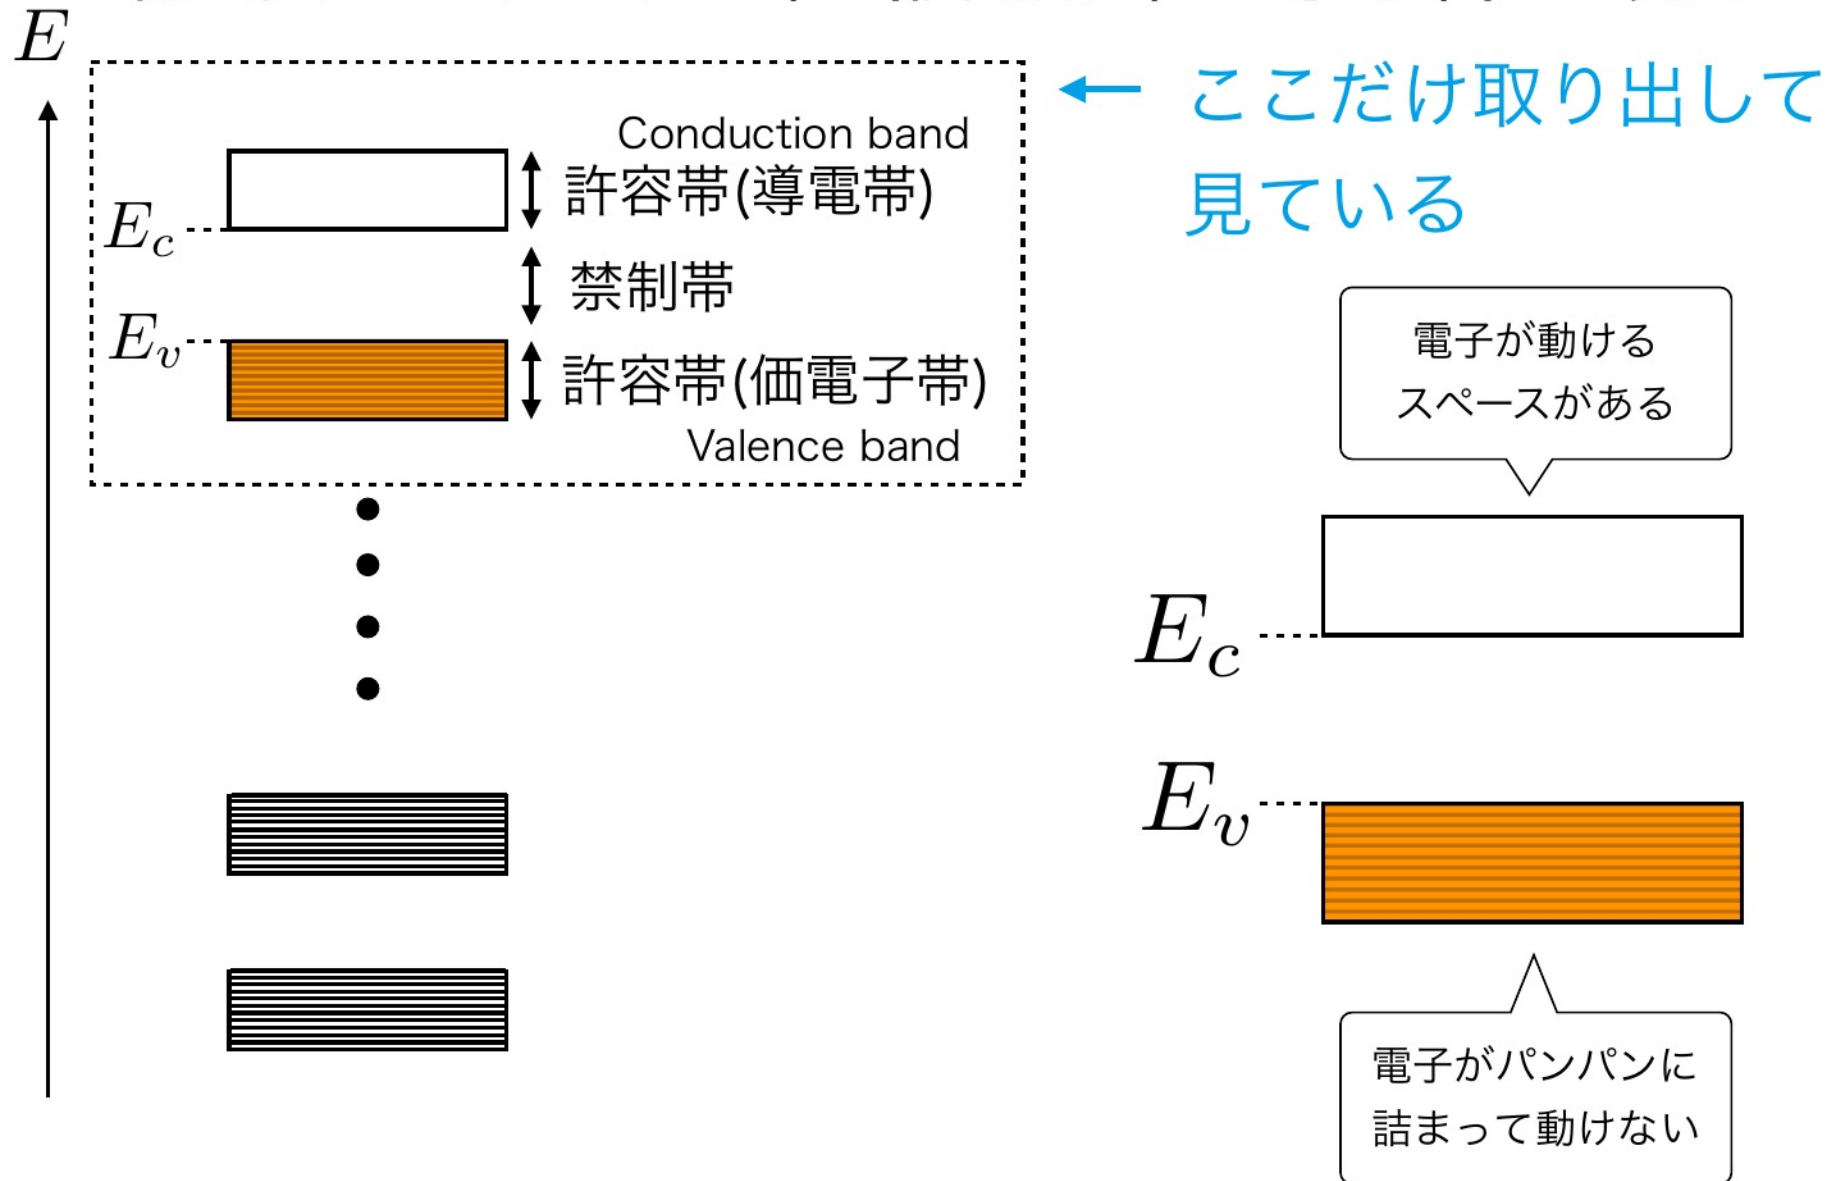 E
Conduction band
許容帯(導電帯)
E_c
禁制帯
E_v
許容帯(価電子帯)
Valence band
ここだけ取り出して
見ている
電子が動ける
スペースがある
E_c
E_v
電子がパンパンに
詰まって動けない